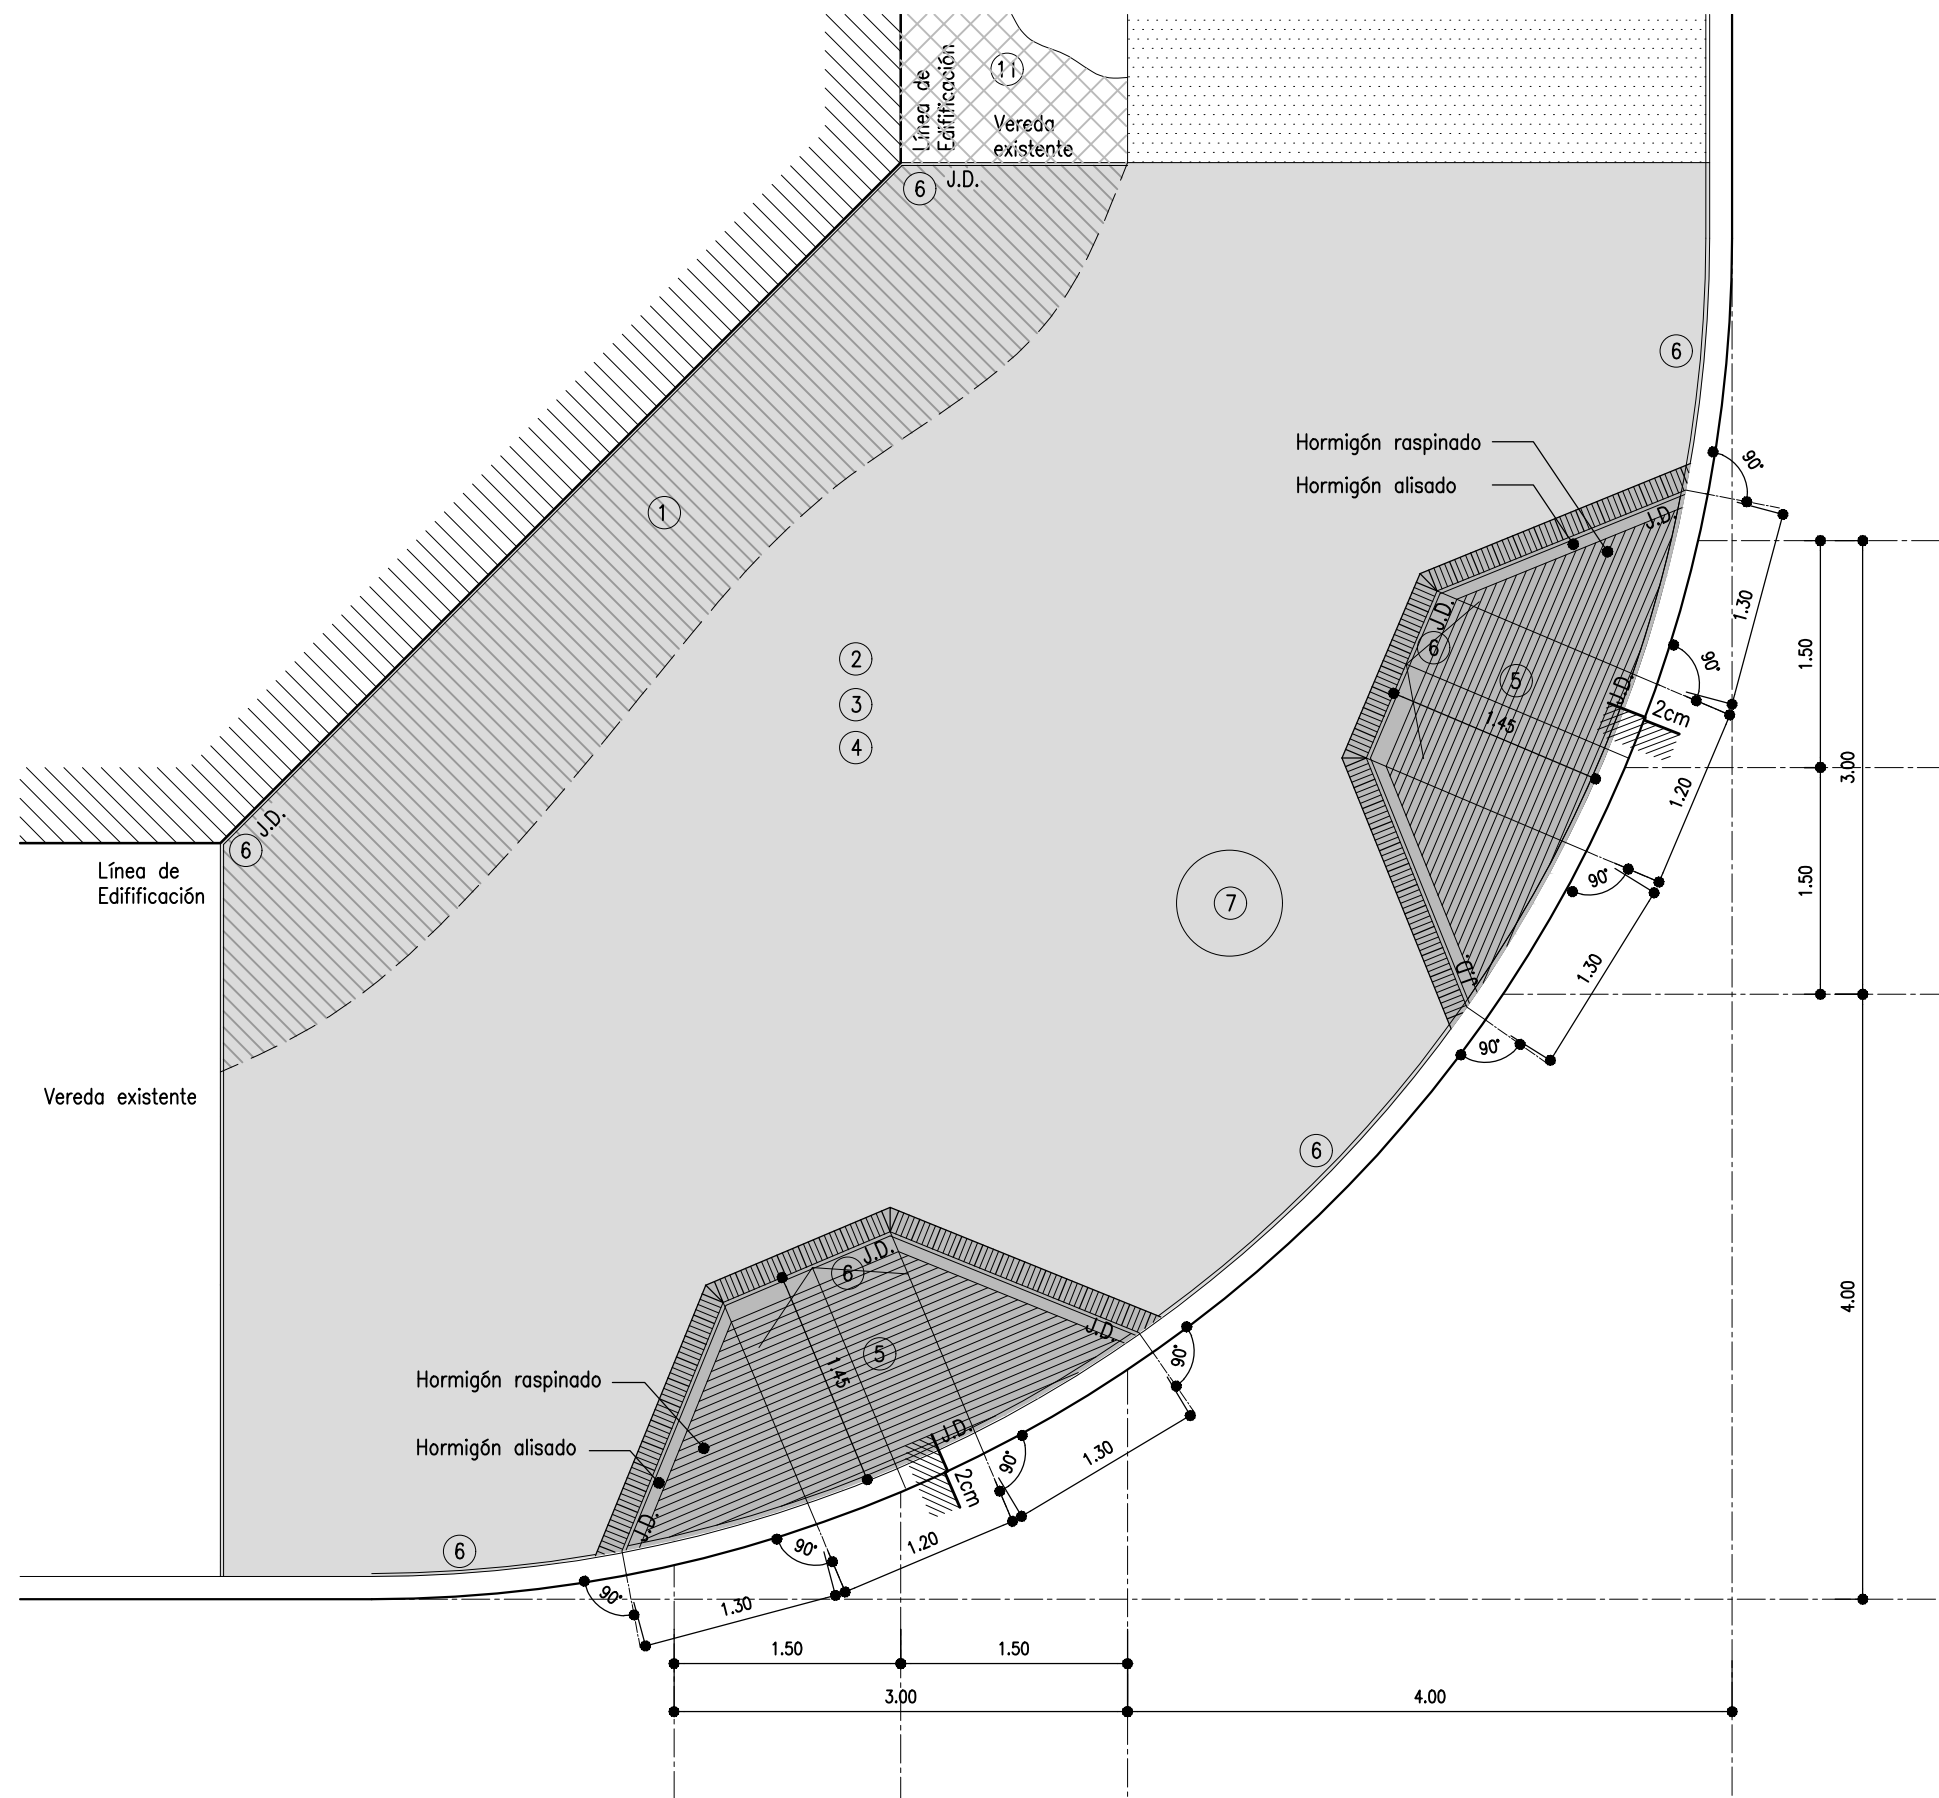 Línea de
Edifificación
11
Vereda
existente
6
J.D.
6
Hormigón raspinado
Hormigón alisado
90°
1
J.D.
J.D.
6
5
1.45
J.D.
2cm
90°
1.30
1.50
2
3
4
3.00
1.20
J.D.
6
Línea de
Edifificación
7
90°
1.50
J.D.
1.30
90°
Vereda existente
6
4.00
J.D.
6
5
1.45
J.D.
90°
Hormigón raspinado
Hormigón alisado
J.D.
2cm
90°
1.30
J.D.
6
90°
1.20
90°
1.30
1.50
1.50
3.00
4.00